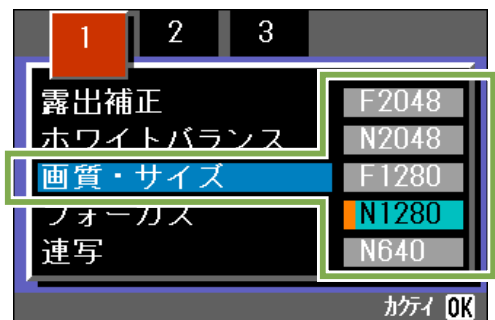 1 2 3
露出補正 F2048
ホワイトバランス N2048
画質・サイズ F1280
フォーカス N1280
連写 N640
カクテイ OK